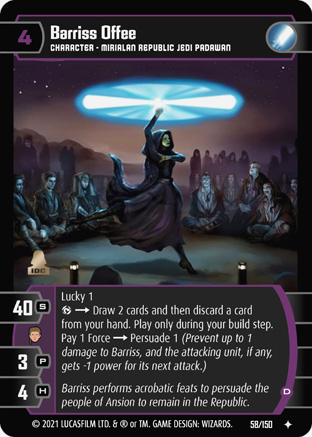 4
Barriss Offee
CHARACTER - MIRIALAN REPUBLIC JEDI PADAWAN
IDC
40 S
3 P
4 H
Lucky 1
→ Draw 2 cards and then discard a card
from your hand. Play only during your build step.
Pay 1 Force → Persuade 1 (Prevent up to 1
damage to Barriss, and the attacking unit, if any,
gets -1 power for its next attack.)
Barriss performs acrobatic feats to persuade the
people of Ansion to remain in the Republic.
D
© 2021 LUCASFILM LTD. & ® or TM. GAME DESIGN: WIZARDS.
58/150